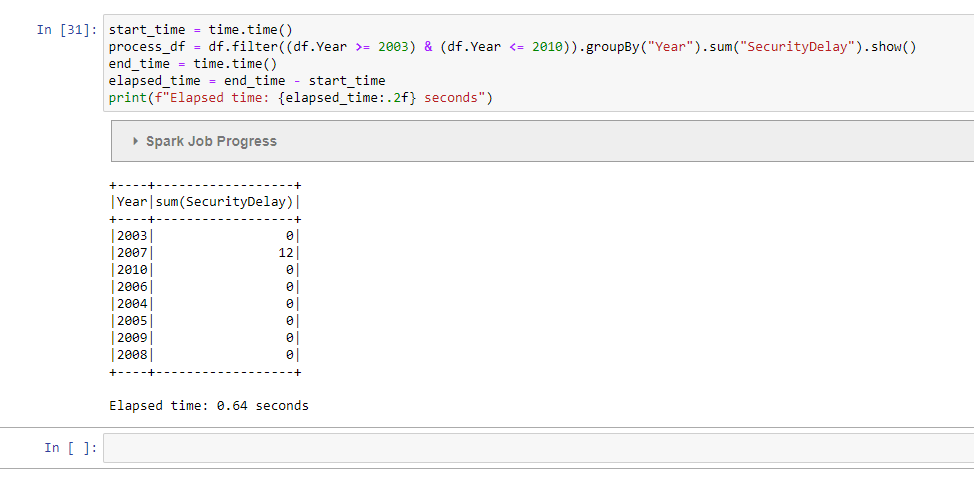 In [31]: start_time = time.time()
process_df = df.filter((df.Year >= 2003) & (df.Year <= 2010)).groupBy("Year").sum("SecurityDelay").show()
end_time = time.time()
elapsed_time = end_time - start_time
print(f"Elapsed time: {elapsed_time:.2f} seconds")
Spark Job Progress
+----+------------------+
|Year|sum(SecurityDelay)|
+----+------------------+
|2003|                 0|
|2007|                12|
|2010|                 0|
|2006|                 0|
|2004|                 0|
|2005|                 0|
|2009|                 0|
|2008|                 0|
+----+------------------+
Elapsed time: 0.64 seconds
In [ ]: